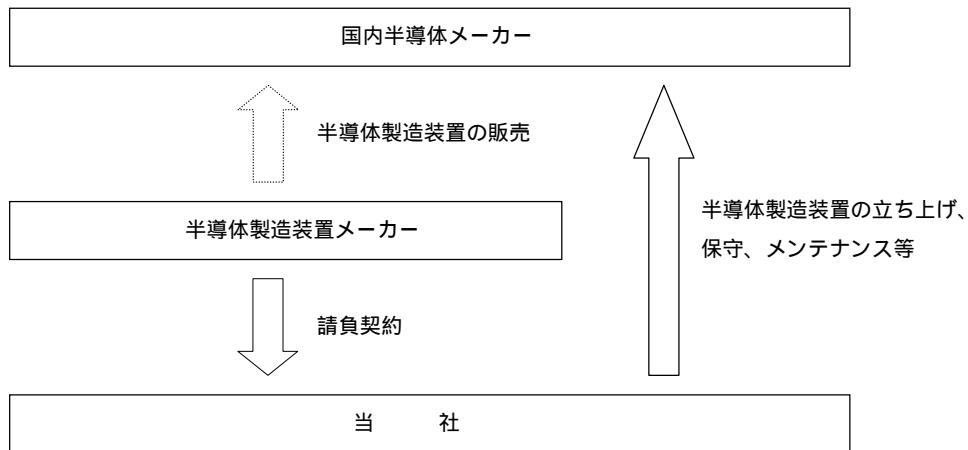 国内半導体メーカー
半導体製造装置の販売
半導体製造装置の立ち上げ、
保守、メンテナンス等
半導体製造装置メーカー
請負契約
当　　　社